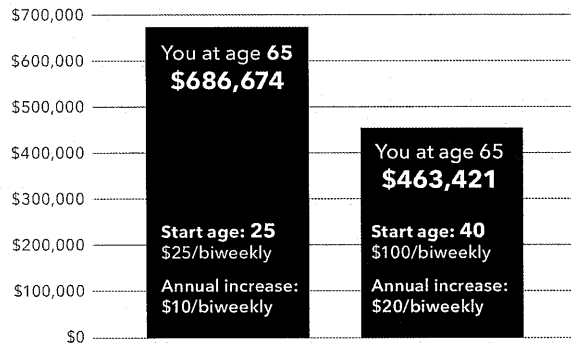 $700,000
$600,000
$500,000
$400,000
$300,000
$200,000
$100,000
$0
You at age 65
$686,674
Start age: 25
$25/biweekly
Annual increase:
$10/biweekly
You at age 65
$463,421
Start age: 40
$100/biweekly
Annual increase:
$20/biweekly